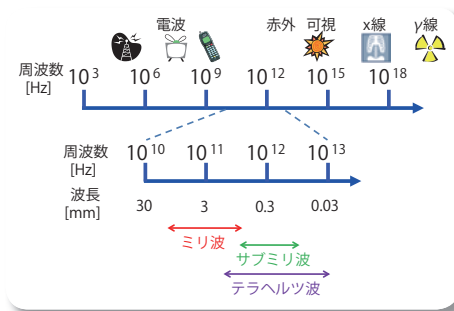 電波 赤外 可視 x線 γ線
周波数 10³ 10⁶ 10⁹ 10¹² 10¹⁵ 10¹⁸
[Hz]
周波数 10¹⁰ 10¹¹ 10¹² 10¹³
[Hz]
波長
[mm] 30 3 0.3 0.03
ミリ波
サブミリ波
テラヘルツ波